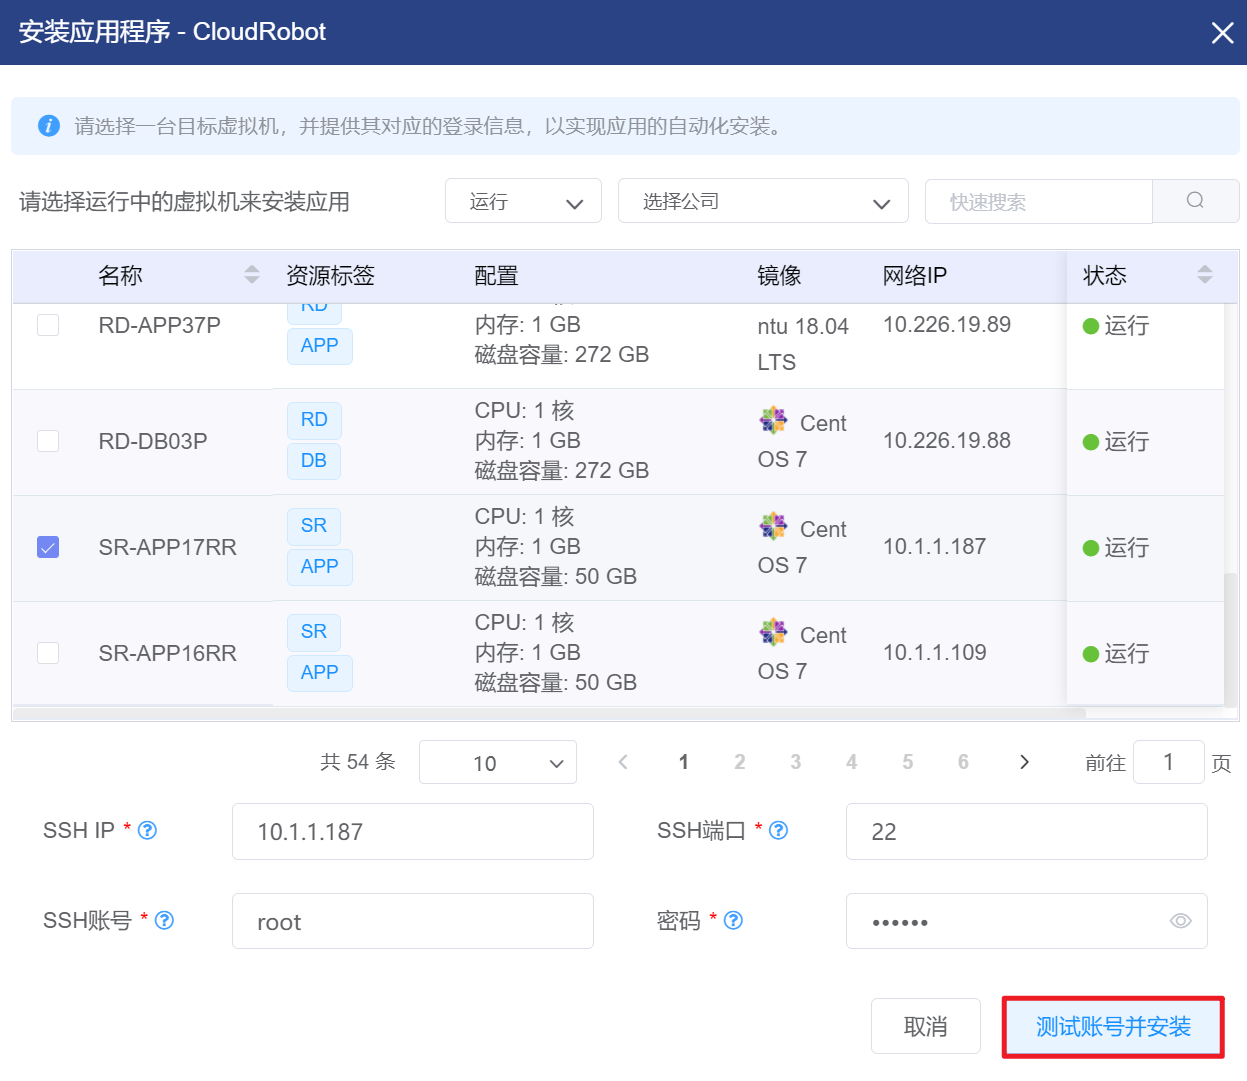 安装应用程序 - CloudRobot
请选择一台目标虚拟机，并提供其对应的登录信息，以实现应用的自动化安装。
请选择运行中的虚拟机来安装应用 运行 选择公司 快速搜索
名称 资源标签 配置 镜像 网络IP 状态
RD
RD-APP37P APP 内存: 1 GB ntu 18.04 10.226.19.89 运行
磁盘容量: 272 GB LTS
RD CPU: 1 核 Cent
RD-DB03P 内存: 1 GB 10.226.19.88 运行
DB 磁盘容量: 272 GB OS 7
SR CPU: 1 核 Cent
SR-APP17RR 内存: 1 GB 10.1.1.187 运行
APP 磁盘容量: 50 GB OS 7
SR CPU: 1 核 Cent
SR-APP16RR 内存: 1 GB 10.1.1.109 运行
APP 磁盘容量: 50 GB OS 7
共 54 条 10 < 1 2 3 4 5 6 > 前往 1 页
SSH IP * 10.1.1.187 SSH端口 * 22
SSH账号 * root 密码 * ••••••
取消 测试账号并安装